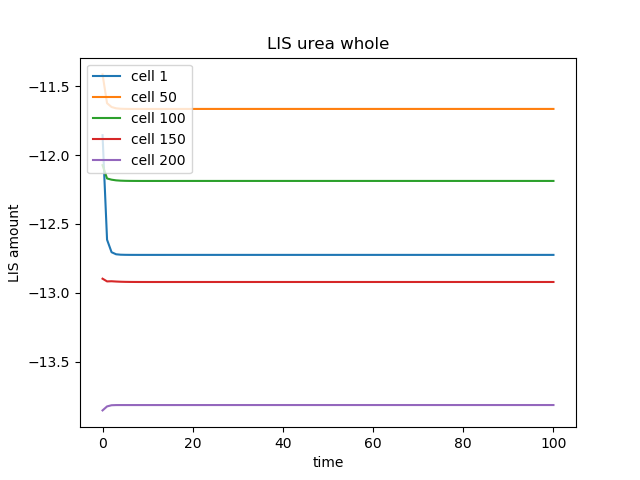 LIS urea whole
cell 1
cell 50
cell 100
cell 150
cell 200
−11.5
−12.0
−12.5
−13.0
−13.5
LIS amount
0 20 40 60 80 100
time